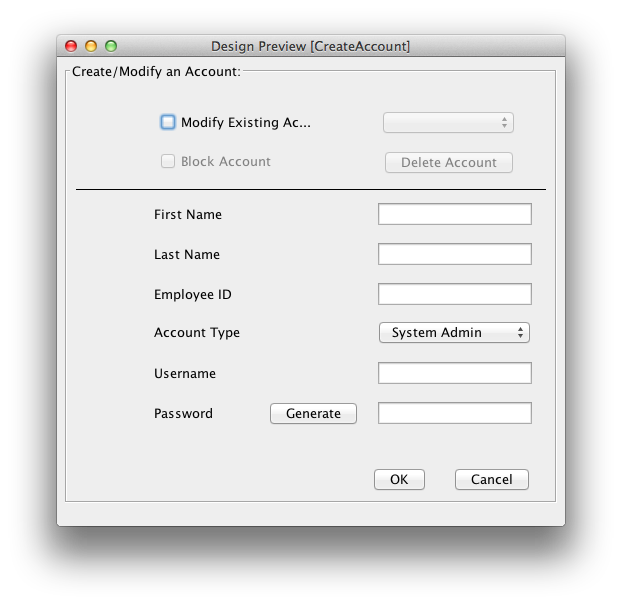 Design Preview [CreateAccount]
Create/Modify an Account:
Modify Existing Ac...
Block Account
Delete Account
First Name
Last Name
Employee ID
Account Type
System Admin
Username
Password
Generate
OK
Cancel